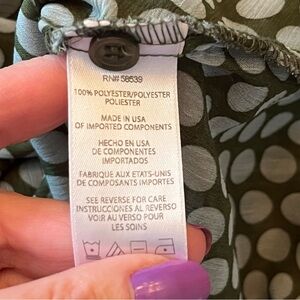 RN# 58539
100% POLYESTER/POLYESTER
POLIESTER
MADE IN USA
OF IMPORTED COMPONENTS
HECHO EN USA
DE COMPONENTES
IMPORTADOS
FABRIQUE AUX ETATS-UNIS
DE COMPOSANTS IMPORTES
SEE REVERSE FOR CARE
INSTRUCCIONES AL REVERSO
VOIR AU VERSO POUR
LES SOINS